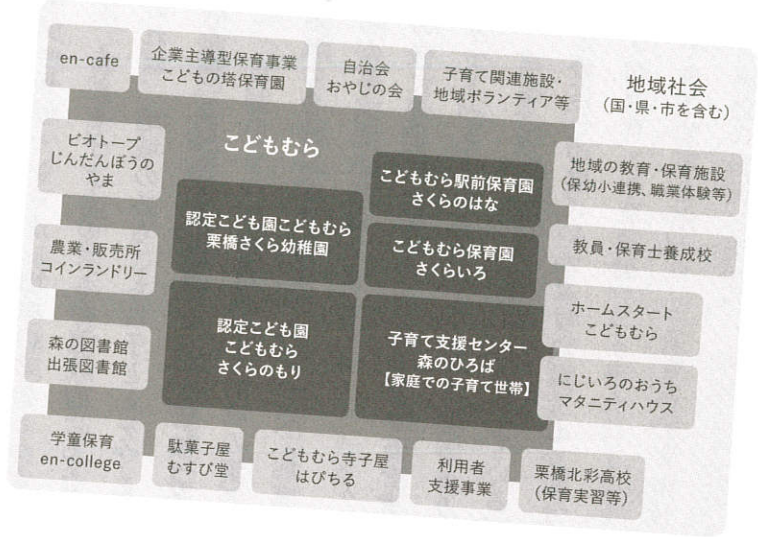 en-cafe
企業主導型保育事業
こどもの塔保育園
自治会
おやじの会
子育て関連施設・
地域ボランティア等
地域社会
(国・県・市を含む)
ビオトープ
じんだんぼうの
やま
こどもむら
こどもむら駅前保育園
さくらのはな
地域の教育・保育施設
(保幼小連携、職業体験等)
認定こども園こどもむら
栗橋さくら幼稚園
こどもむら保育園
さくらいろ
教員・保育士養成校
農業・販売所
コインランドリー
ホームスタート
こどもむら
認定こども園
こどもむら
さくらのもり
子育て支援センター
森のひろば
【家庭での子育て世帯】
森の図書館
出張図書館
にじいろのおうち
マタニティハウス
学童保育
en-college
駄菓子屋
むすび堂
こどもむら寺子屋
はぴちる
利用者
支援事業
栗橋北彩高校
(保育実習等)